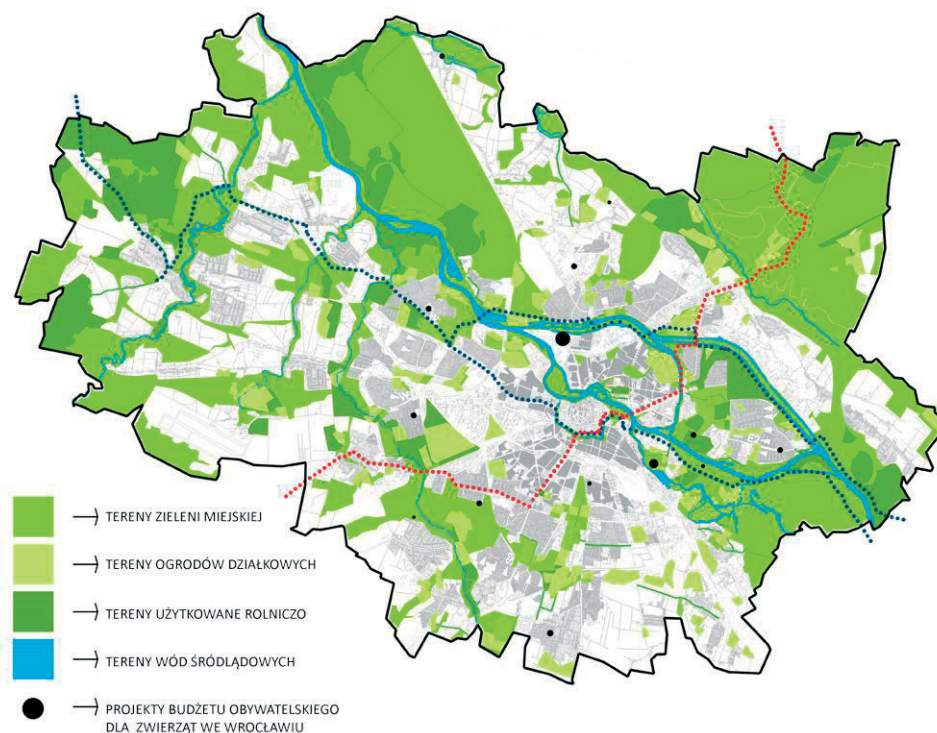 TERENY ZIELENI MIEJSKIEJ
TERENY OGRODÓW DZIAŁKOWYCH
TERENY UŻYTKOWANE ROLNICZO
TERENY WÓD ŚRÓDLĄDOWYCH
PROJEKTY BUDŻETU OBYWATELSKIEGO
DLA ZWIERZĄT WE WROCŁAWIU